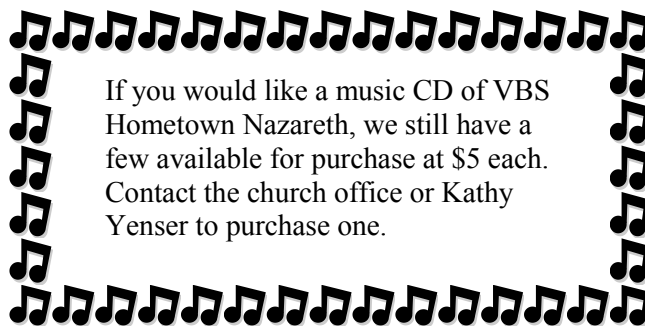 If you would like a music CD of VBS
Hometown Nazareth, we still have a
few available for purchase at $5 each.
Contact the church office or Kathy
Yenser to purchase one.